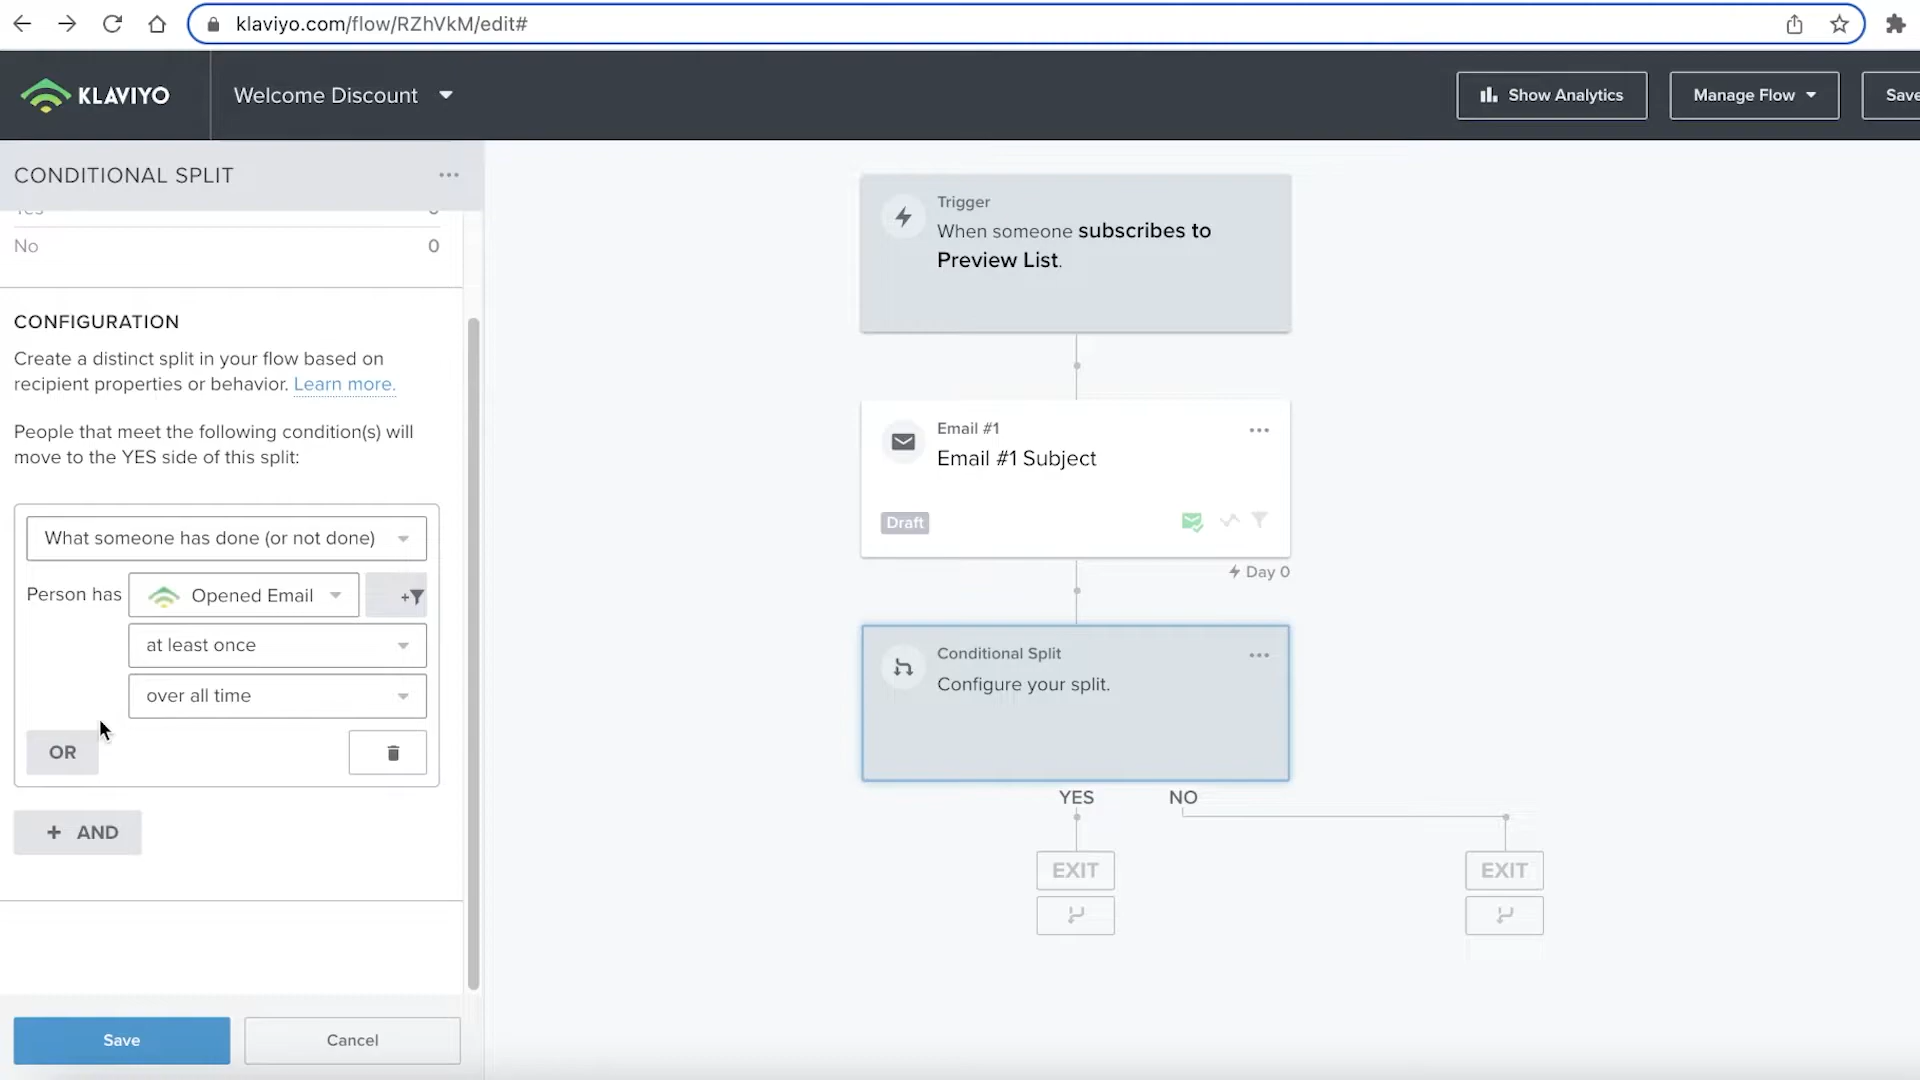 klaviyo.com/flow/RZhVkM/edit#
KLAVIYO
Welcome Discount
Show Analytics
Manage Flow
Save
CONDITIONAL SPLIT
Yes
0
No
0
CONFIGURATION
Create a distinct split in your flow based on
recipient properties or behavior. Learn more.
People that meet the following condition(s) will
move to the YES side of this split:
What someone has done (or not done)
Person has
Opened Email
at least once
over all time
OR
+ AND
Save
Cancel
Trigger
When someone subscribes to
Preview List.
Email #1
Email #1 Subject
Draft
Day 0
Conditional Split
Configure your split.
YES
NO
EXIT
EXIT